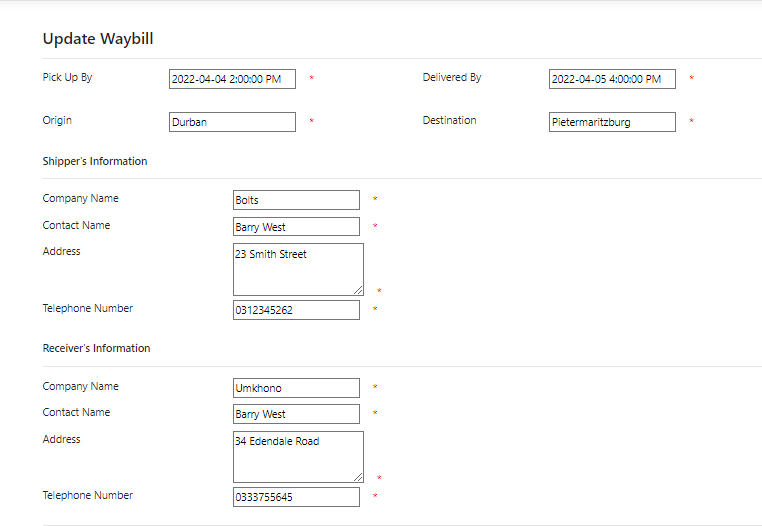 Update Waybill
Pick Up By 2022-04-04 2:00:00 PM * Delivered By 2022-04-05 4:00:00 PM *
Origin Durban * Destination Pietermaritzburg *
Shipper's Information
Company Name Bolts *
Contact Name Barry West *
Address 23 Smith Street *
Telephone Number 0312345262 *
Receiver's Information
Company Name Umkhono *
Contact Name Barry West *
Address 34 Edendale Road *
Telephone Number 0333755645 *